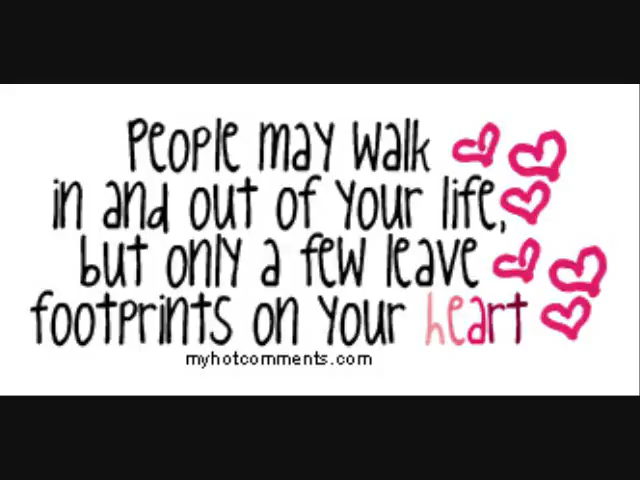 People may walk
in and out of your life,
but only a few leave
footprints on your heart
myhotcomments.com